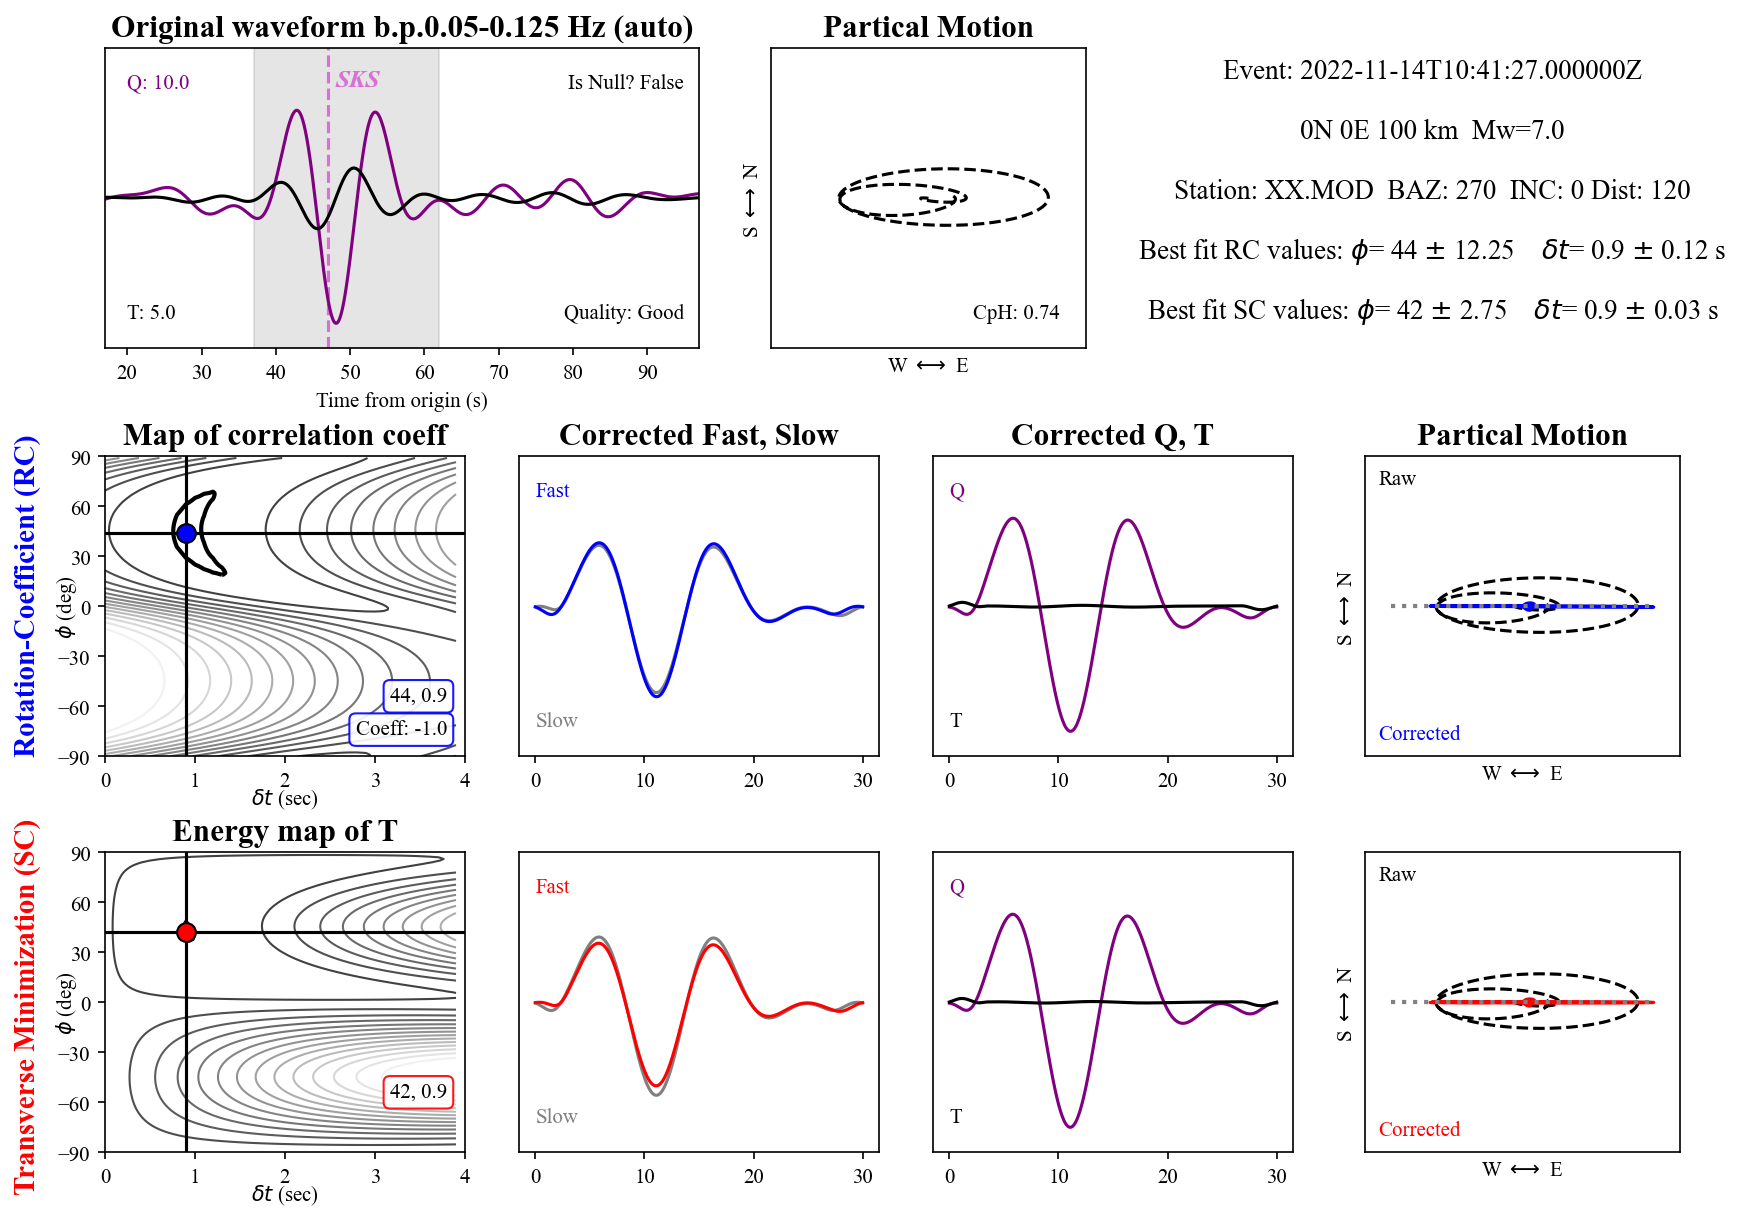 Original waveform b.p.0.05-0.125 Hz (auto)
Q: 10.0
SKS
Is Null? False
T: 5.0
Quality: Good
20 30 40 50 60 70 80 90
Time from origin (s)
Partical Motion
S ⟷ N
CpH: 0.74
W ⟷ E
Event: 2022-11-14T10:41:27.000000Z
0N 0E 100 km  Mw=7.0
Station: XX.MOD  BAZ: 270  INC: 0 Dist: 120
Best fit RC values: ϕ= 44 ± 12.25    δt= 0.9 ± 0.12 s
Best fit SC values: ϕ= 42 ± 2.75    δt= 0.9 ± 0.03 s
Rotation-Coefficient (RC)
Map of correlation coeff
ϕ (deg)
90
60
30
0
−30
−60
−90
44, 0.9
Coeff: -1.0
0 1 2 3 4
δt (sec)
Corrected Fast, Slow
Fast
Slow
0 10 20 30
Corrected Q, T
Q
T
0 10 20 30
Partical Motion
Raw
S ⟷ N
Corrected
W ⟷ E
Transverse Minimization (SC)
Energy map of T
ϕ (deg)
90
60
30
0
−30
−60
−90
42, 0.9
0 1 2 3 4
δt (sec)
Fast
Slow
0 10 20 30
Q
T
0 10 20 30
Raw
S ⟷ N
Corrected
W ⟷ E